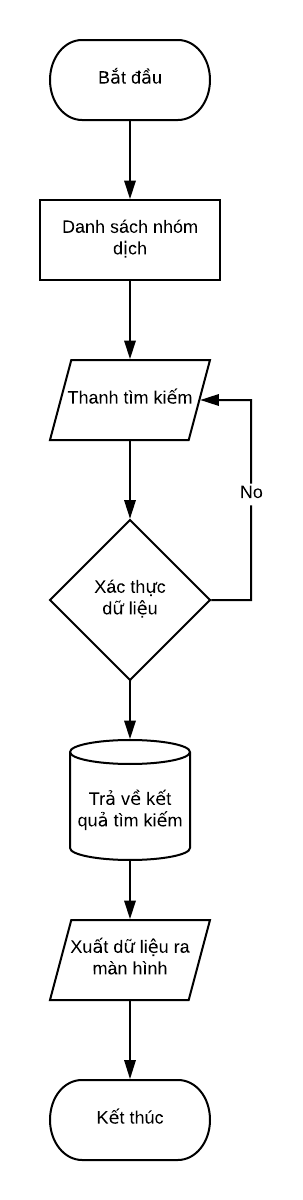 Bắt đầu
Danh sách nhóm
dịch
Thanh tìm kiếm
No
Xác thực
dữ liệu
Trả về kết
quả tìm kiếm
Xuất dữ liệu ra
màn hình
Kết thúc